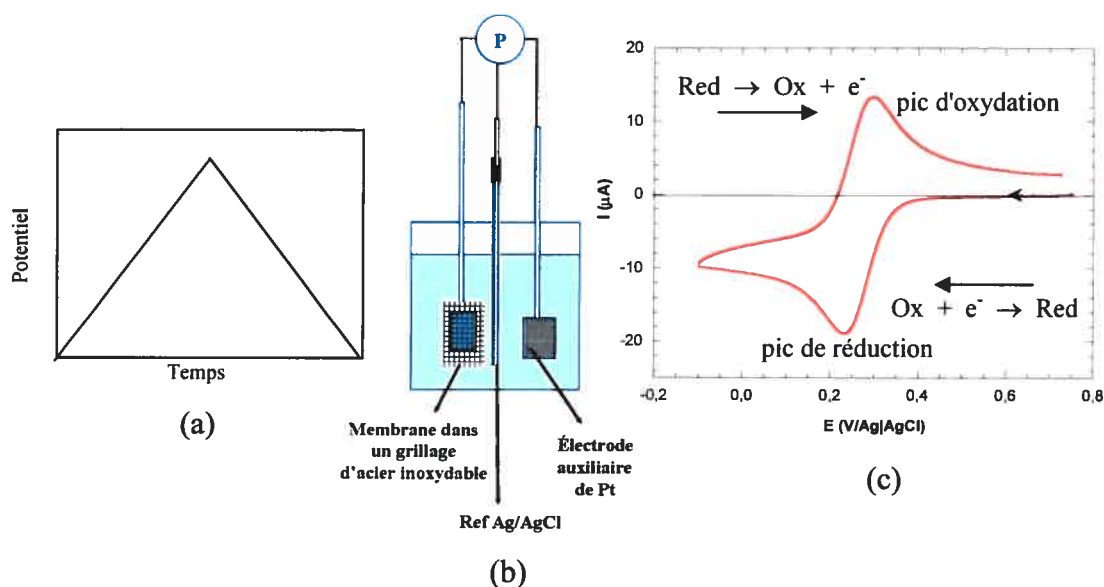 Potentiel
Temps
(a)
P
Membrane dans
un grillage
d'acier inoxydable
Électrode
auxiliaire
de Pt
Ref Ag/AgCl
(b)
20
10
0
-10
-20
I (µA)
Red → Ox + e-
pic d'oxydation
Ox + e- → Red
pic de réduction
-0,2
0,0
0,2
0,4
0,6
0,8
E (V/Ag|AgCl)
(c)